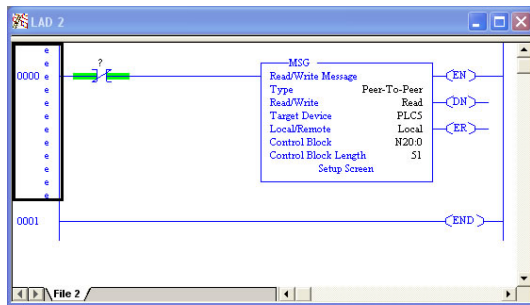 LAD 2
e
e
0000 e
e
e
e
e
e
e
e
?
MSG
Read/Write Message
Type Peer-To-Peer
Read/Write Read
Target Device PLC5
Local/Remote Local
Control Block N20:0
Control Block Length 51
Setup Screen
EN
DN
ER
0001
END
File 2